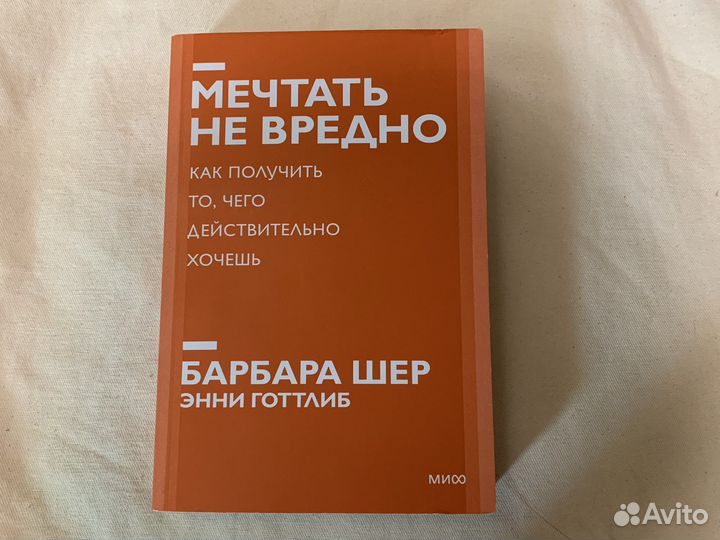 МЕЧТАТЬ
НЕ ВРЕДНО
КАК ПОЛУЧИТЬ
ТО, ЧЕГО
ДЕЙСТВИТЕЛЬНО
ХОЧЕШЬ
БАРБАРА ШЕР
ЭННИ ГОТТЛИБ
МИФ
Avito